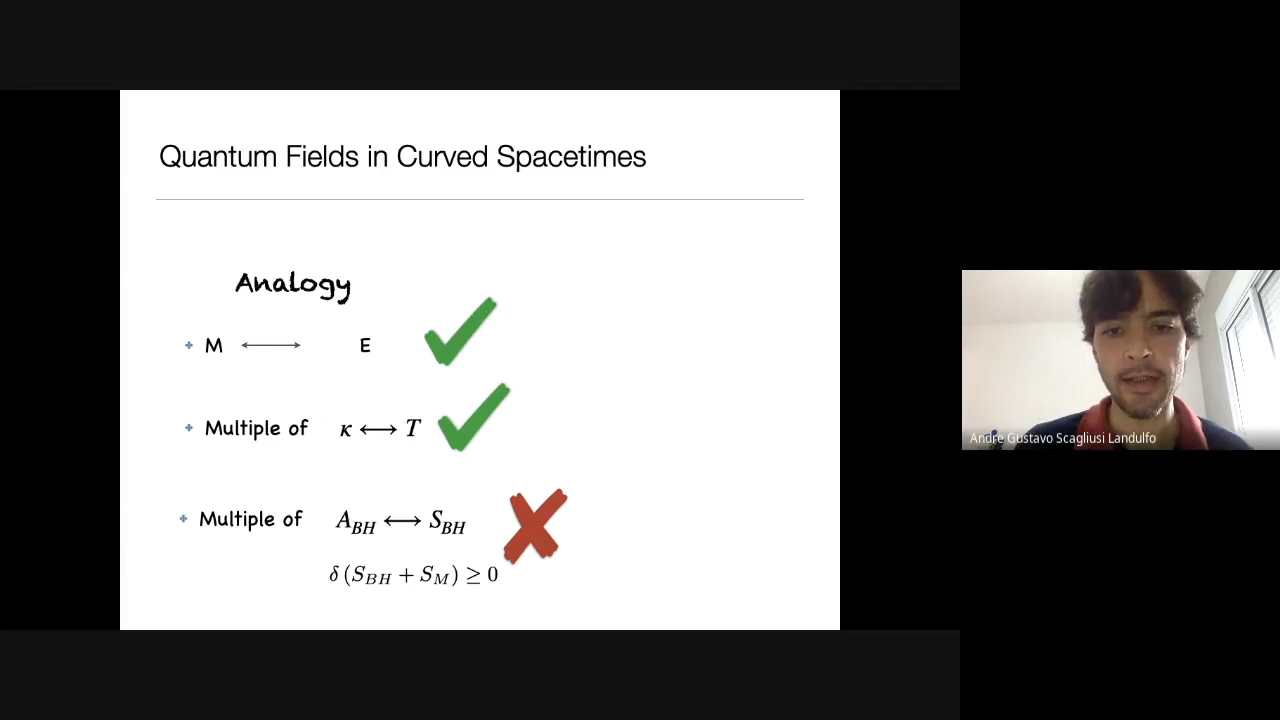 Quantum Fields in Curved Spacetimes
Analogy
M ⟷ E
Multiple of κ ⟷ T
Multiple of A_BH ⟷ S_BH
δ (S_BH + S_M) ≥ 0
Andre Gustavo Scagliusi Landulfo